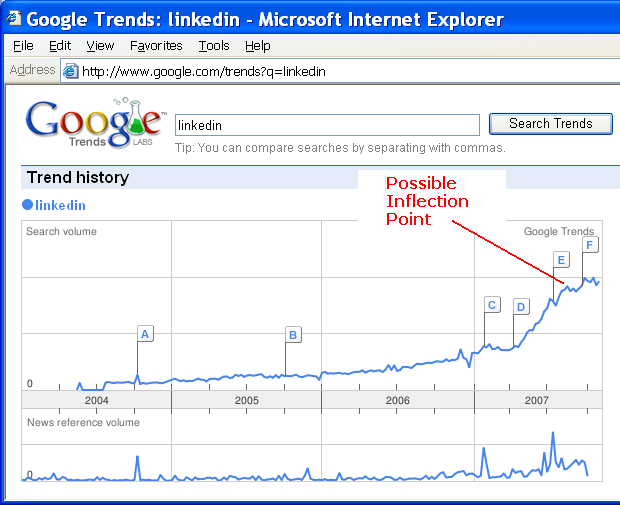 Google Trends: linkedin - Microsoft Internet Explorer
File Edit View Favorites Tools Help
Address http://www.google.com/trends?q=linkedin
Google™
Trends LABS
linkedin
Search Trends
Tip: You can compare searches by separating with commas.
Trend history
linkedin
Possible
Inflection
Point
Search volume
Google Trends
F
E
C
D
A
B
0
2004 2005 2006 2007
News reference volume
0